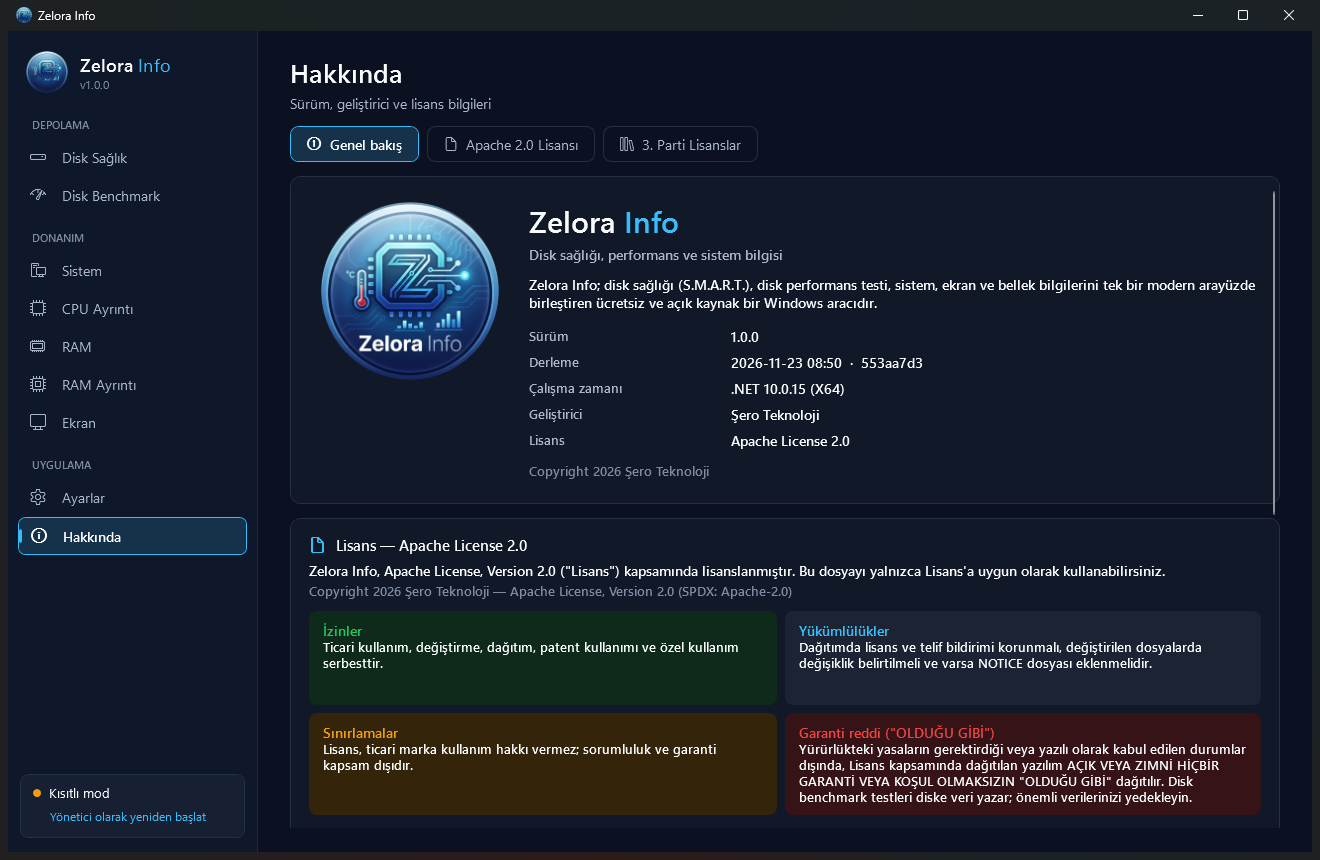 Zelora Info
Zelora Info
v1.0.0
DEPOLAMA
Disk Sağlık
Disk Benchmark
DONANIM
Sistem
CPU Ayrıntı
RAM
RAM Ayrıntı
Ekran
UYGULAMA
Ayarlar
Hakkında
Kısıtlı mod
Yönetici olarak yeniden başlat
Hakkında
Sürüm, geliştirici ve lisans bilgileri
Genel bakış
Apache 2.0 Lisansı
3. Parti Lisanslar
°C
Z
Zelora Info
Zelora Info
Disk sağlığı, performans ve sistem bilgisi
Zelora Info; disk sağlığı (S.M.A.R.T.), disk performans testi, sistem, ekran ve bellek bilgilerini tek bir modern arayüzde
birleştiren ücretsiz ve açık kaynak bir Windows aracıdır.
Sürüm 1.0.0
Derleme 2026-11-23 08:50 · 553aa7d3
Çalışma zamanı .NET 10.0.15 (X64)
Geliştirici Şero Teknoloji
Lisans Apache License 2.0
Copyright 2026 Şero Teknoloji
Lisans — Apache License 2.0
Zelora Info, Apache License, Version 2.0 ("Lisans") kapsamında lisanslanmıştır. Bu dosyayı yalnızca Lisans'a uygun olarak kullanabilirsiniz.
Copyright 2026 Şero Teknoloji — Apache License, Version 2.0 (SPDX: Apache-2.0)
İzinler
Ticari kullanım, değiştirme, dağıtım, patent kullanımı ve özel kullanım
serbesttir.
Yükümlülükler
Dağıtımda lisans ve telif bildirimi korunmalı, değiştirilen dosyalarda
değişiklik belirtilmeli ve varsa NOTICE dosyası eklenmelidir.
Sınırlamalar
Lisans, ticari marka kullanım hakkı vermez; sorumluluk ve garanti
kapsam dışıdır.
Garanti reddi ("OLDUĞU GİBİ")
Yürürlükteki yasaların gerektirdiği veya yazılı olarak kabul edilen durumlar
dışında, Lisans kapsamında dağıtılan yazılım AÇIK VEYA ZIMNİ HİÇBİR
GARANTİ VEYA KOŞUL OLMAKSIZIN "OLDUĞU GİBİ" dağıtılır. Disk
benchmark testleri diske veri yazar; önemli verilerinizi yedekleyin.